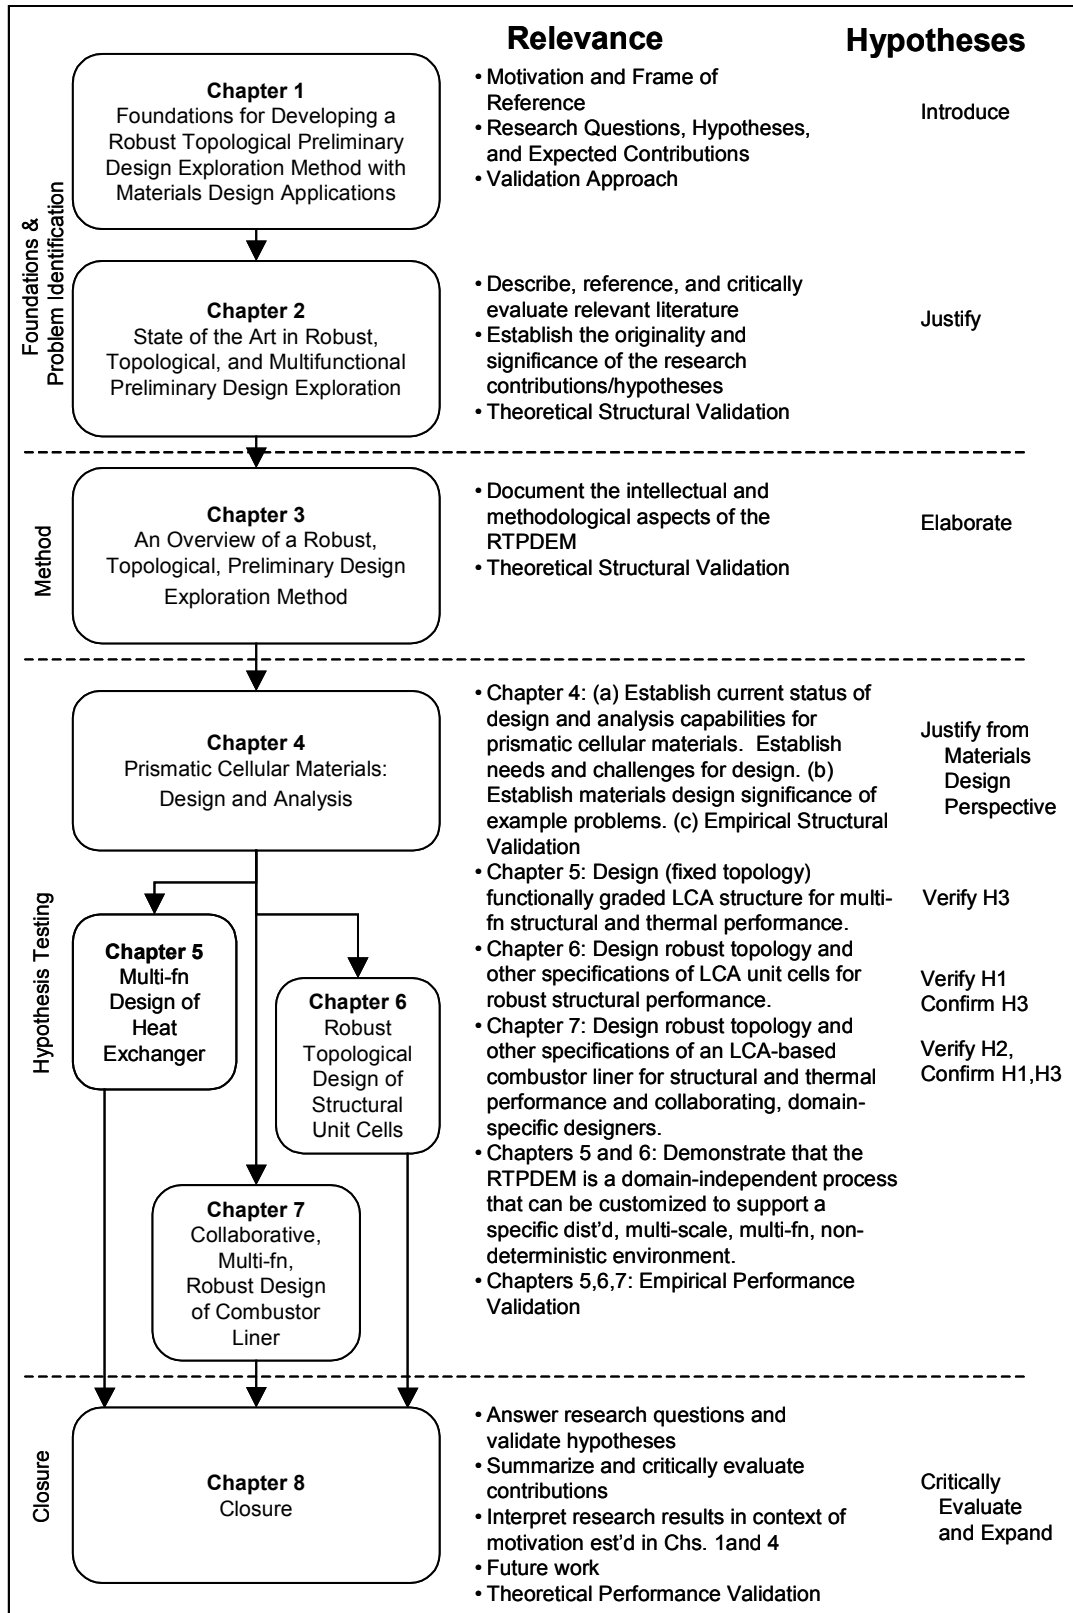 Relevance
Hypotheses
Foundations &
Problem Identification
Chapter 1
Foundations for Developing a
Robust Topological Preliminary
Design Exploration Method with
Materials Design Applications
• Motivation and Frame of
Reference
• Research Questions, Hypotheses,
and Expected Contributions
• Validation Approach
Introduce
Chapter 2
State of the Art in Robust,
Topological, and Multifunctional
Preliminary Design Exploration
• Describe, reference, and critically
evaluate relevant literature
• Establish the originality and
significance of the research
contributions/hypotheses
• Theoretical Structural Validation
Justify
Method
Chapter 3
An Overview of a Robust,
Topological, Preliminary Design
Exploration Method
• Document the intellectual and
methodological aspects of the
RTPDEM
• Theoretical Structural Validation
Elaborate
Hypothesis Testing
Chapter 4
Prismatic Cellular Materials:
Design and Analysis
Chapter 5
Multi-fn
Design of
Heat
Exchanger
Chapter 6
Robust
Topological
Design of
Structural
Unit Cells
Chapter 7
Collaborative,
Multi-fn,
Robust Design
of Combustor
Liner
• Chapter 4: (a) Establish current status of
design and analysis capabilities for
prismatic cellular materials.  Establish
needs and challenges for design. (b)
Establish materials design significance of
example problems. (c) Empirical Structural
Validation
• Chapter 5: Design (fixed topology)
functionally graded LCA structure for multi-
fn structural and thermal performance.
• Chapter 6: Design robust topology and
other specifications of LCA unit cells for
robust structural performance.
• Chapter 7: Design robust topology and
other specifications of an LCA-based
combustor liner for structural and thermal
performance and collaborating, domain-
specific designers.
• Chapters 5 and 6: Demonstrate that the
RTPDEM is a domain-independent process
that can be customized to support a
specific dist'd, multi-scale, multi-fn, non-
deterministic environment.
• Chapters 5,6,7: Empirical Performance
Validation
Justify from
Materials
Design
Perspective
Verify H3
Verify H1
Confirm H3
Verify H2,
Confirm H1,H3
Closure
Chapter 8
Closure
• Answer research questions and
validate hypotheses
• Summarize and critically evaluate
contributions
• Interpret research results in context of
motivation est'd in Chs. 1and 4
• Future work
• Theoretical Performance Validation
Critically
Evaluate
and Expand